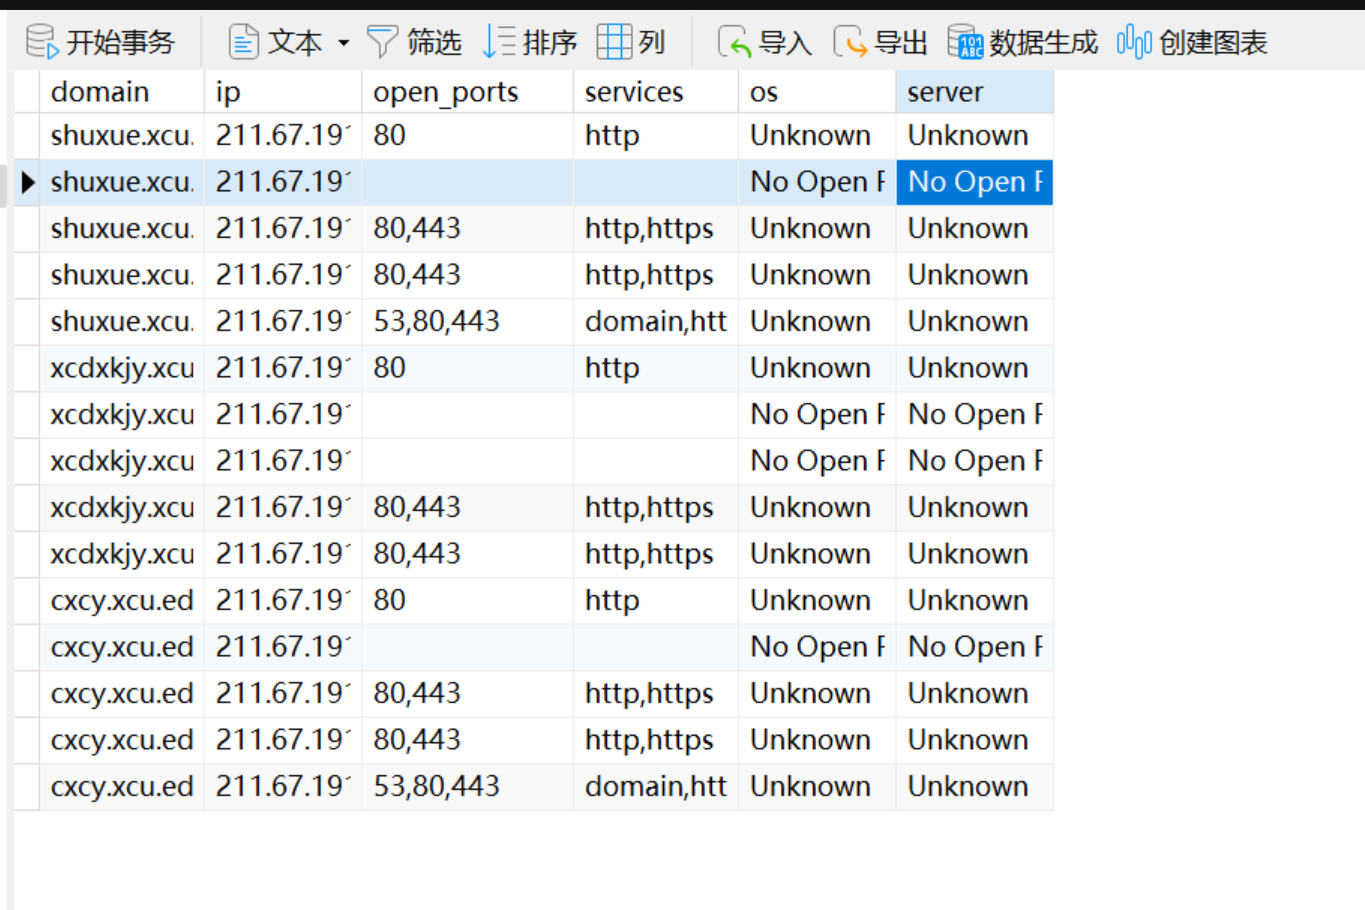 开始事务 文本 筛选 排序 列 导入 导出 数据生成 创建图表
domain ip open_ports services os server
shuxue.xcu. 211.67.19 80 http Unknown Unknown
shuxue.xcu. 211.67.19 No Open No Open
shuxue.xcu. 211.67.19 80,443 http,https Unknown Unknown
shuxue.xcu. 211.67.19 80,443 http,https Unknown Unknown
shuxue.xcu. 211.67.19 53,80,443 domain,htt Unknown Unknown
xcdxkjy.xcu 211.67.19 80 http Unknown Unknown
xcdxkjy.xcu 211.67.19 No Open No Open
xcdxkjy.xcu 211.67.19 No Open No Open
xcdxkjy.xcu 211.67.19 80,443 http,https Unknown Unknown
xcdxkjy.xcu 211.67.19 80,443 http,https Unknown Unknown
cxcy.xcu.ed 211.67.19 80 http Unknown Unknown
cxcy.xcu.ed 211.67.19 No Open No Open
cxcy.xcu.ed 211.67.19 80,443 http,https Unknown Unknown
cxcy.xcu.ed 211.67.19 80,443 http,https Unknown Unknown
cxcy.xcu.ed 211.67.19 53,80,443 domain,htt Unknown Unknown